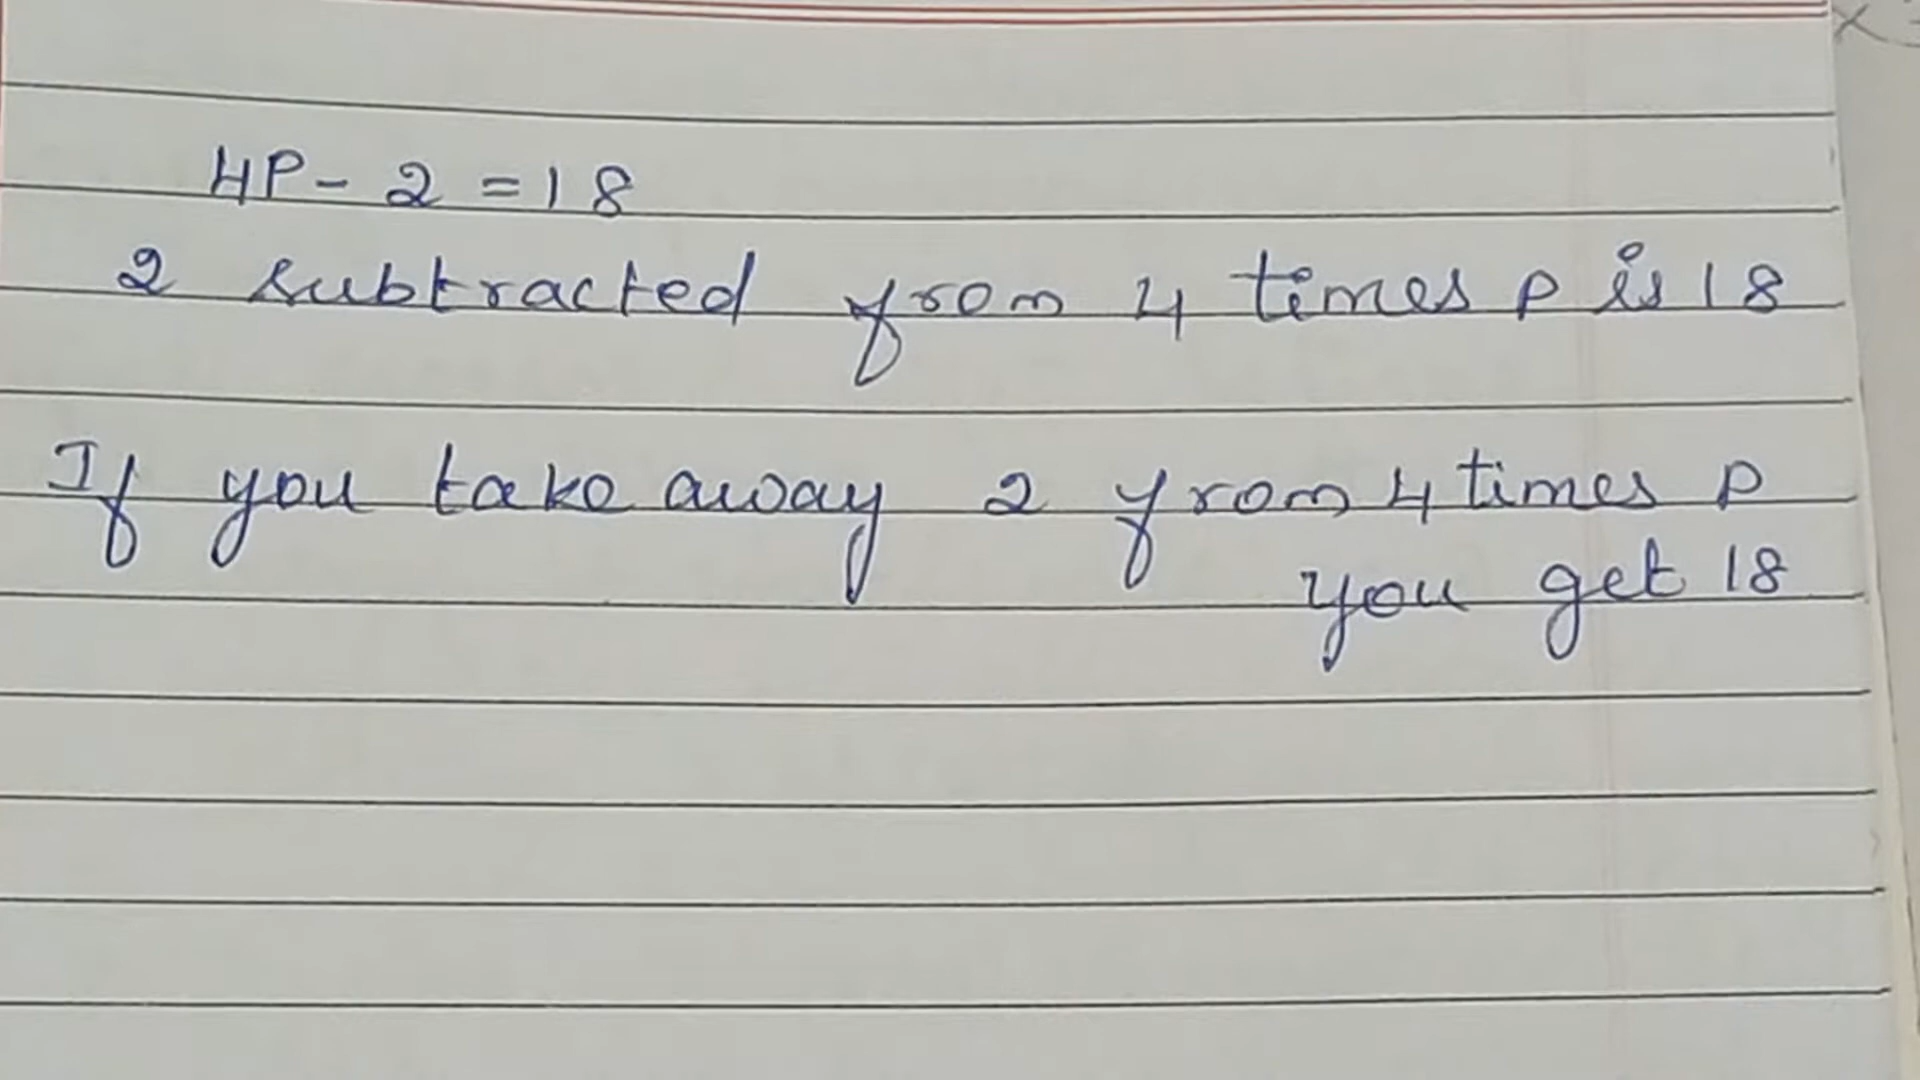 4P - 2 = 18
2 subtracted from 4 times P is 18
If you take away 2 from 4 times P
you get 18